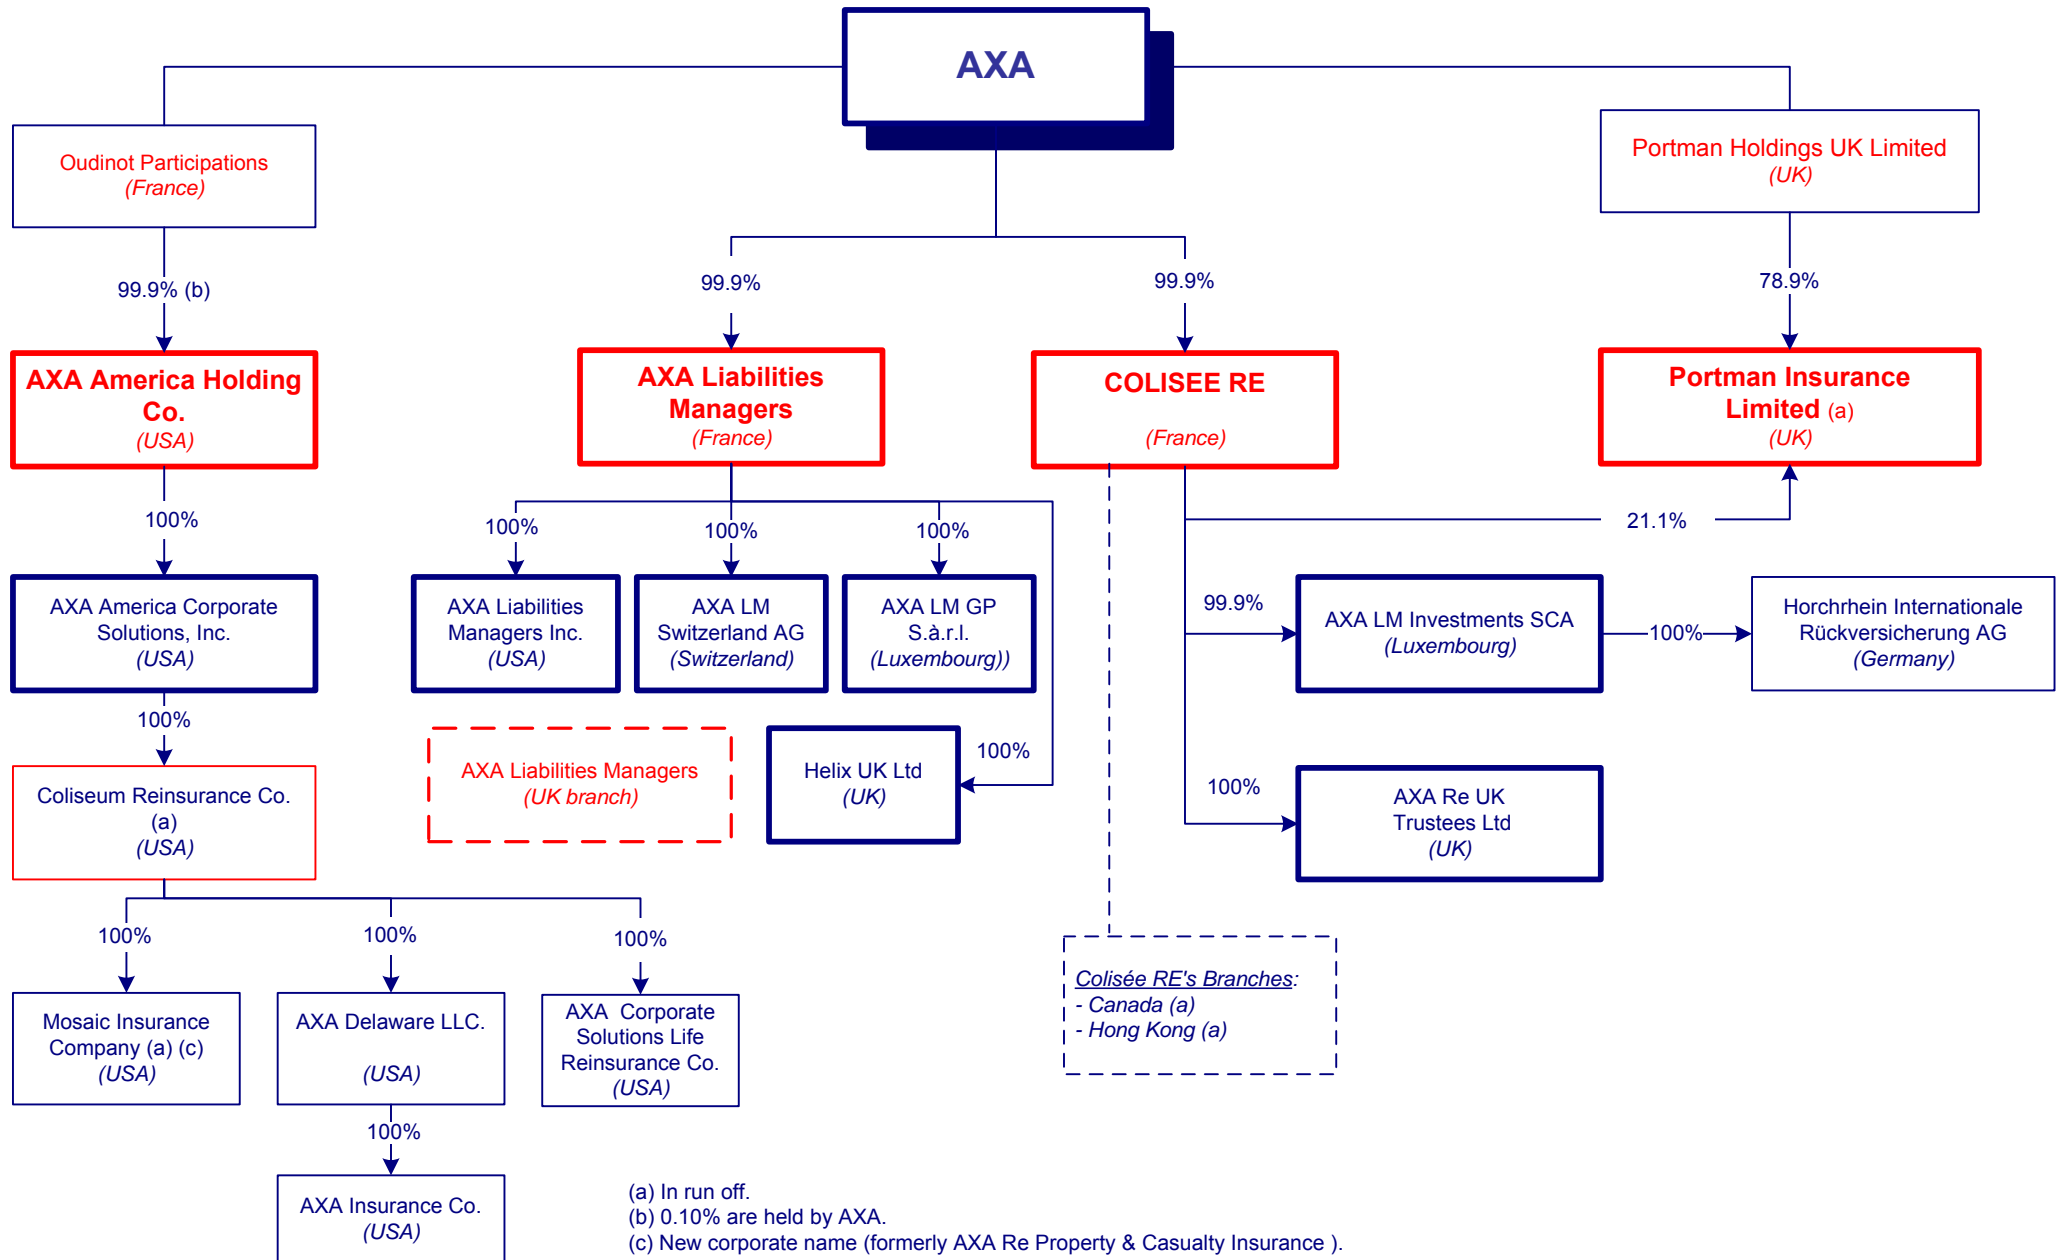 AXA
Oudinot Participations
(France)
Portman Holdings UK Limited
(UK)
99.9% (b)
99.9%
99.9%
78.9%
AXA America Holding
Co.
(USA)
AXA Liabilities
Managers
(France)
COLISEE RE
(France)
Portman Insurance
Limited (a)
(UK)
100%
100%
100%
100%
21.1%
AXA America Corporate
Solutions, Inc.
(USA)
AXA Liabilities
Managers Inc.
(USA)
AXA LM
Switzerland AG
(Switzerland)
AXA LM GP
S.à.r.l.
(Luxembourg))
99.9%
AXA LM Investments SCA
(Luxembourg)
100%
Horchrhein Internationale
Rückversicherung AG
(Germany)
100%
Coliseum Reinsurance Co.
(a)
(USA)
AXA Liabilities Managers
(UK branch)
Helix UK Ltd
(UK)
100%
100%
AXA Re UK
Trustees Ltd
(UK)
100%
100%
100%
Mosaic Insurance
Company (a) (c)
(USA)
AXA Delaware LLC.
(USA)
AXA Corporate
Solutions Life
Reinsurance Co.
(USA)
Colisée RE's Branches:
- Canada (a)
- Hong Kong (a)
100%
AXA Insurance Co.
(USA)
(a) In run off.
(b) 0.10% are held by AXA.
(c) New corporate name (formerly AXA Re Property & Casualty Insurance ).